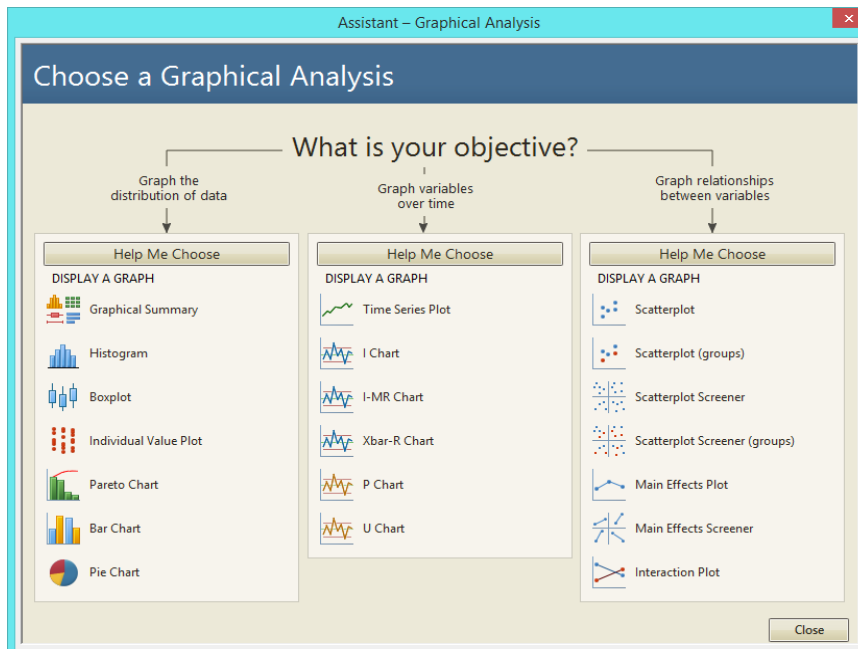 Assistant – Graphical Analysis
×
Choose a Graphical Analysis
What is your objective?
Graph the
distribution of data
Graph variables
over time
Graph relationships
between variables
Help Me Choose
DISPLAY A GRAPH
Graphical Summary
Histogram
Boxplot
Individual Value Plot
Pareto Chart
Bar Chart
Pie Chart
Help Me Choose
DISPLAY A GRAPH
Time Series Plot
I Chart
I-MR Chart
Xbar-R Chart
P Chart
U Chart
Help Me Choose
DISPLAY A GRAPH
Scatterplot
Scatterplot (groups)
Scatterplot Screener
Scatterplot Screener (groups)
Main Effects Plot
Main Effects Screener
Interaction Plot
Close